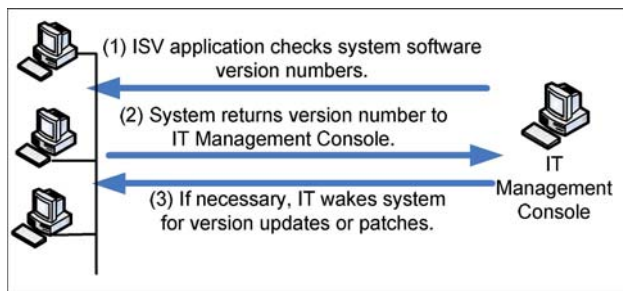 (1) ISV application checks system software
version numbers.
(2) System returns version number to
IT Management Console.
(3) If necessary, IT wakes system
for version updates or patches.
IT
Management
Console